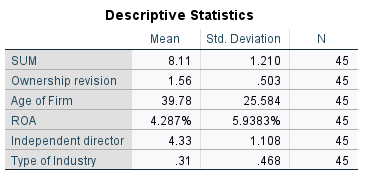 Descriptive Statistics
Mean Std. Deviation N
SUM 8.11 1.210 45
Ownership revision 1.56 .503 45
Age of Firm 39.78 25.584 45
ROA 4.287% 5.9383% 45
Independent director 4.33 1.108 45
Type of Industry .31 .468 45